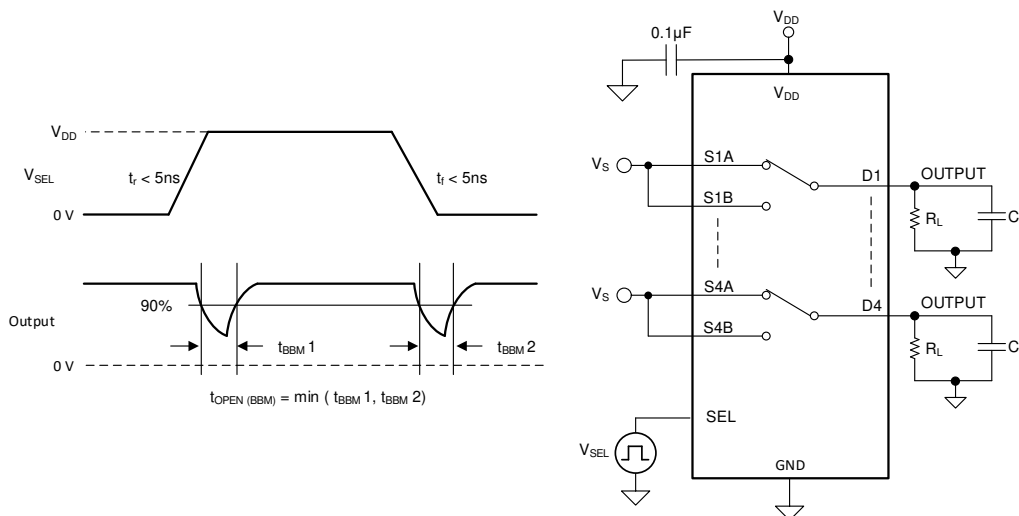 V_DD
V_SEL
t_r < 5ns
t_f < 5ns
0 V
90%
Output
t_BBM 1
t_BBM 2
0 V
t_OPEN (BBM) = min ( t_BBM 1, t_BBM 2)
V_DD
0.1µF
V_DD
V_S
S1A
D1
OUTPUT
S1B
R_L
C
V_S
S4A
D4
OUTPUT
S4B
R_L
C
SEL
V_SEL
GND